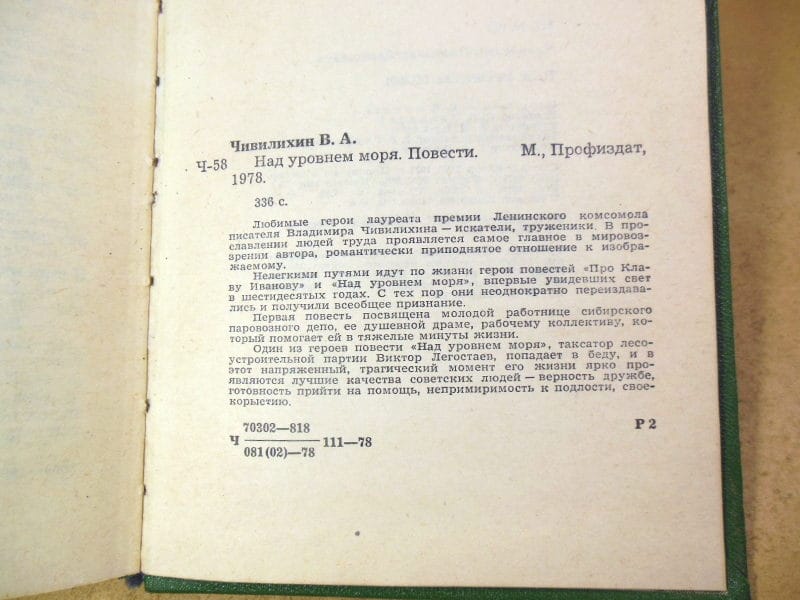 Чивилихин В. А.
Ч-58 Над уровнем моря. Повести. М., Профиздат,
1978.
336 с.
Любимые герои лауреата премии Ленинского комсомола
писателя Владимира Чивилихина — искатели, труженики. В про-
славлении людей труда проявляется самое главное в мировоз-
зрении автора, романтически приподнятое отношение к изобра-
жаемому.
Нелегкими путями идут по жизни герои повестей «Про Кла-
ву Иванову» и «Над уровнем моря», впервые увидевших свет
в шестидесятых годах. С тех пор они неоднократно переиздава-
лись и получили всеобщее признание.
Первая повесть посвящена молодой работнице сибирского
паровозного депо, ее душевной драме, рабочему коллективу, ко-
торый помогает ей в тяжелые минуты жизни.
Один из героев повести «Над уровнем моря», таксатор лесо-
устроительной партии Виктор Легостаев, попадает в беду, и в
этот напряженный, трагический момент его жизни ярко про-
являются лучшие качества советских людей — верность дружбе,
готовность прийти на помощь, непримиримость к подлости, свое-
корыстию.
70302—818
Ч 111—78 Р 2
081(02)—78